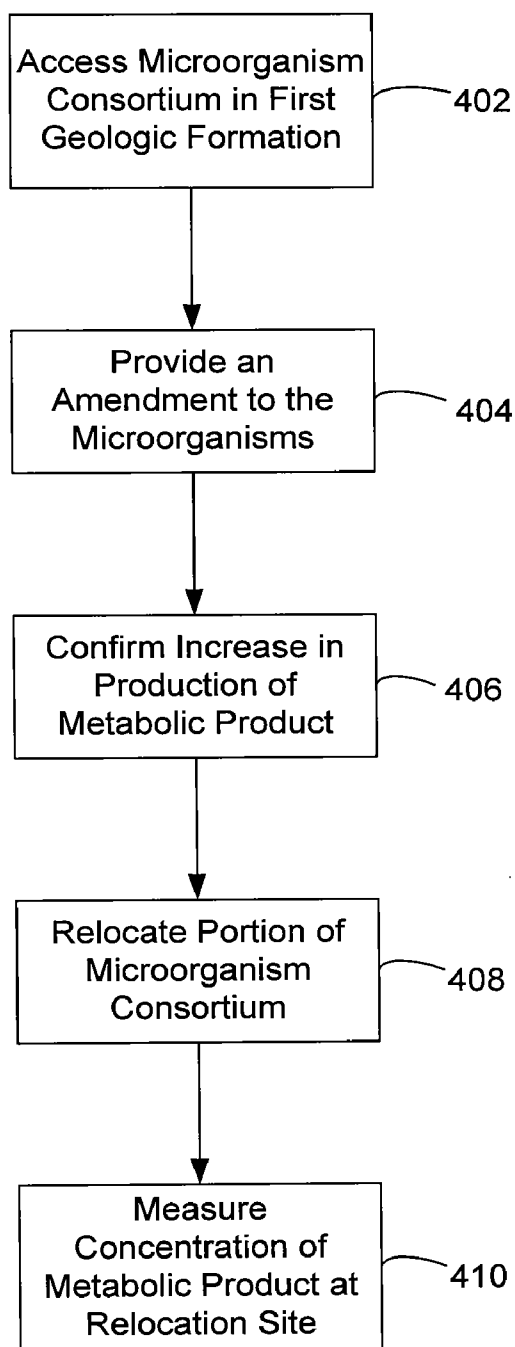 Access Microorganism
Consortium in First
Geologic Formation
402
Provide an
Amendment to the
Microorganisms
404
Confirm Increase in
Production of
Metabolic Product
406
Relocate Portion of
Microorganism
Consortium
408
Measure
Concentration of
Metabolic Product at
Relocation Site
410